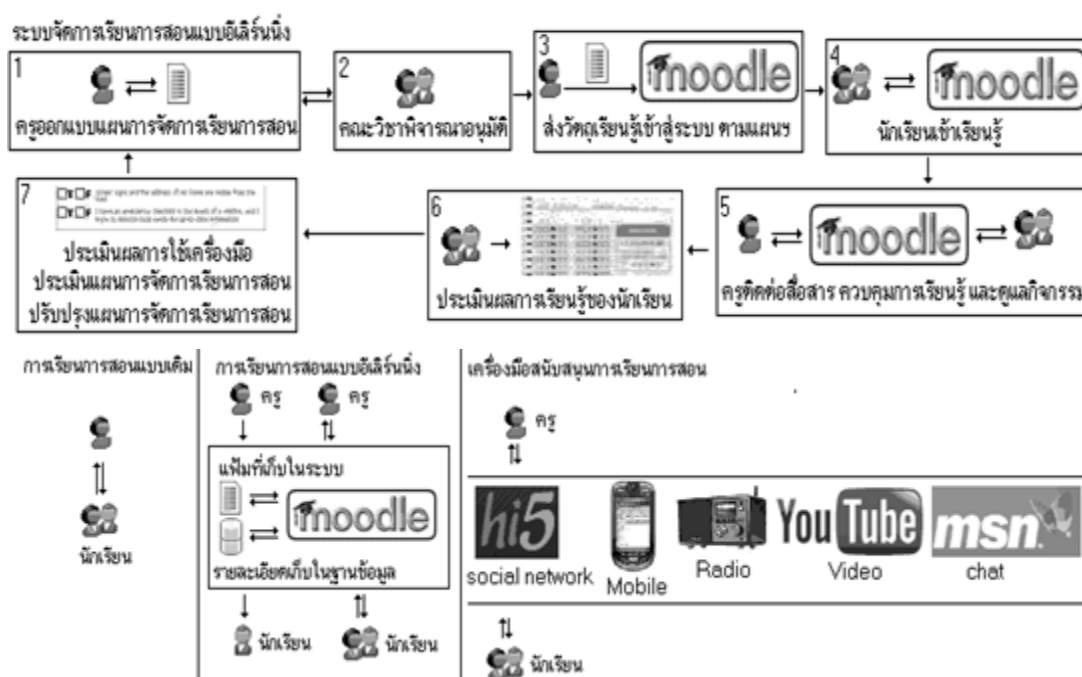 ระบบจัดการเรียนการสอนแบบอีเลิร์นนิ่ง
1
ครูออกแบบแผนการจัดการเรียนการสอน
2
คณะวิชาพิจารณาอนุมัติ
3
moodle
ส่งวัตถุเรียนรู้เข้าสู่ระบบ ตามแผนฯ
4
moodle
นักเรียนเข้าเรียนรู้
5
moodle
ครูติดต่อสื่อสาร ควบคุมการเรียนรู้ และดูแลกิจกรรม
6
ประเมินผลการเรียนรู้ของนักเรียน
7
ประเมินผลการใช้เครื่องมือ
ประเมินแผนการจัดการเรียนการสอน
ปรับปรุงแผนการจัดการเรียนการสอน
การเรียนการสอนแบบเดิม
นักเรียน
การเรียนการสอนแบบอีเลิร์นนิ่ง
ครู ครู
แฟ้มที่เก็บในระบบ
moodle
รายละเอียดเก็บในฐานข้อมูล
นักเรียน นักเรียน
เครื่องมือสนับสนุนการเรียนการสอน
ครู
hi5 YouTube msn
social network Mobile Radio Video chat
นักเรียน